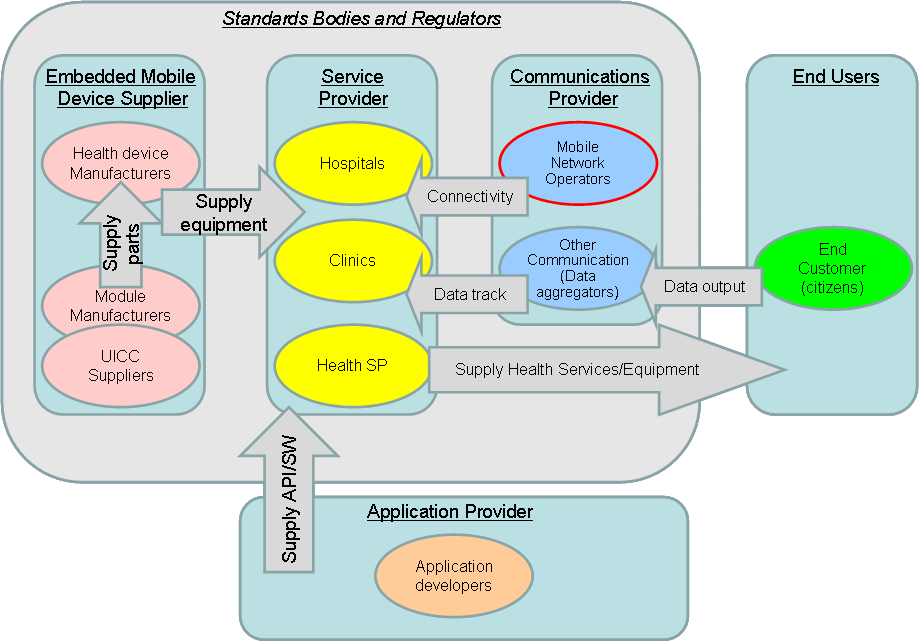 Standards Bodies and Regulators
Embedded Mobile
Device Supplier
Health device
Manufacturers
Supply
parts
Module
Manufacturers
UICC
Suppliers
Supply
equipment
Service
Provider
Hospitals
Clinics
Health SP
Communications
Provider
Mobile
Network
Operators
Connectivity
Other
Communication
(Data
aggregators)
Data track
End Users
End
Customer
(citizens)
Data output
Supply Health Services/Equipment
Supply API/SW
Application Provider
Application
developers